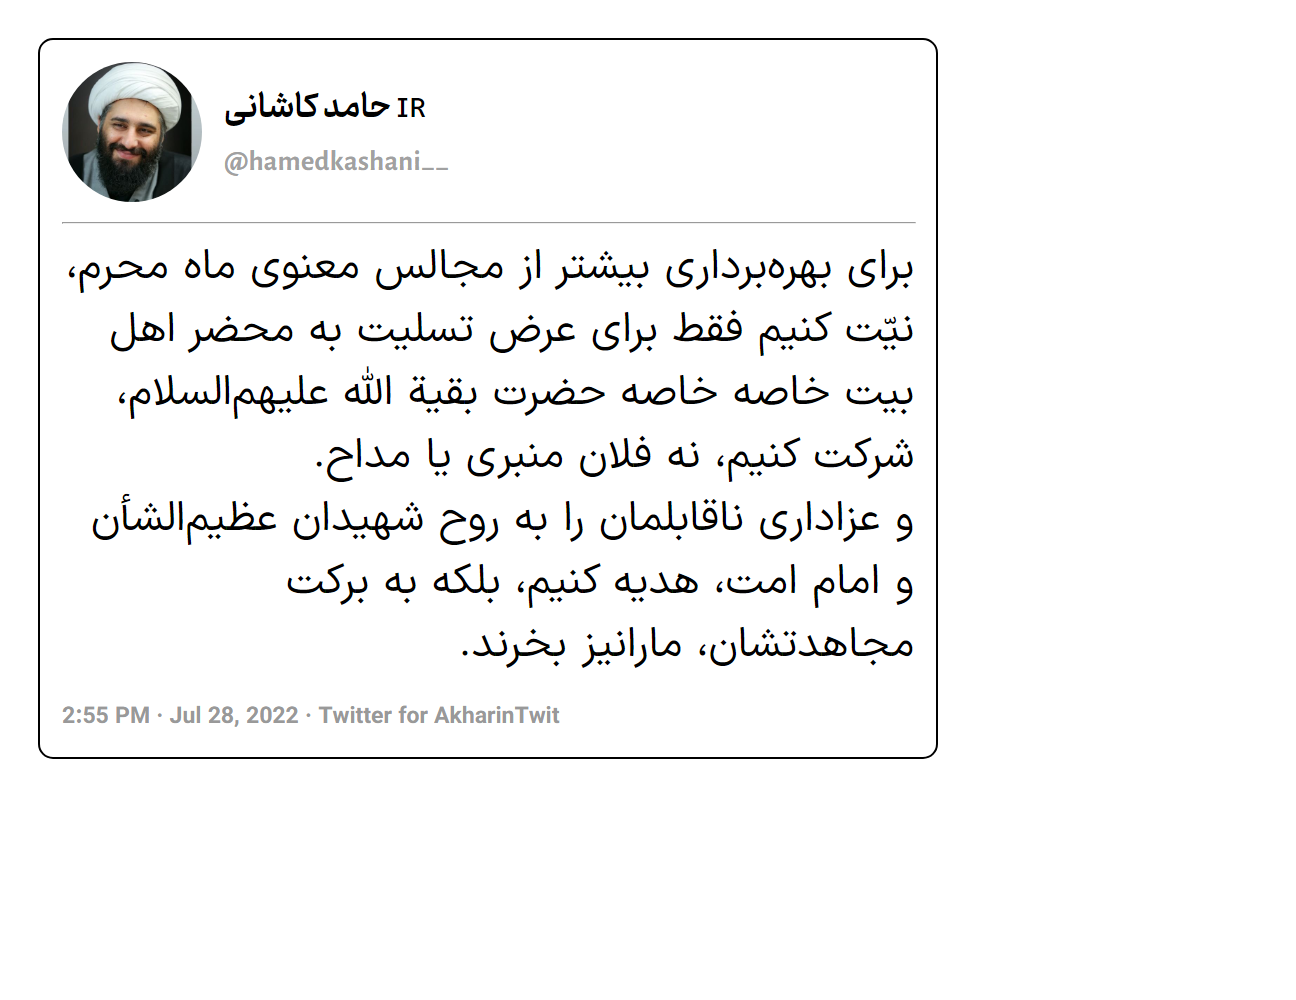 حامد کاشانی IR
@hamedkashani__
برای بهره‌برداری بیشتر از مجالس معنوی ماه محرم،
نیّت کنیم فقط برای عرض تسلیت به محضر اهل
بیت خاصه خاصه حضرت بقیة الله علیهم‌السلام،
شرکت کنیم، نه فلان منبری یا مداح.
و عزاداری ناقابلمان را به روح شهیدان عظیم‌الشأن
و امام امت، هدیه کنیم، بلکه به برکت
مجاهدتشان، مارانیز بخرند.
2:55 PM · Jul 28, 2022 · Twitter for AkharinTwit